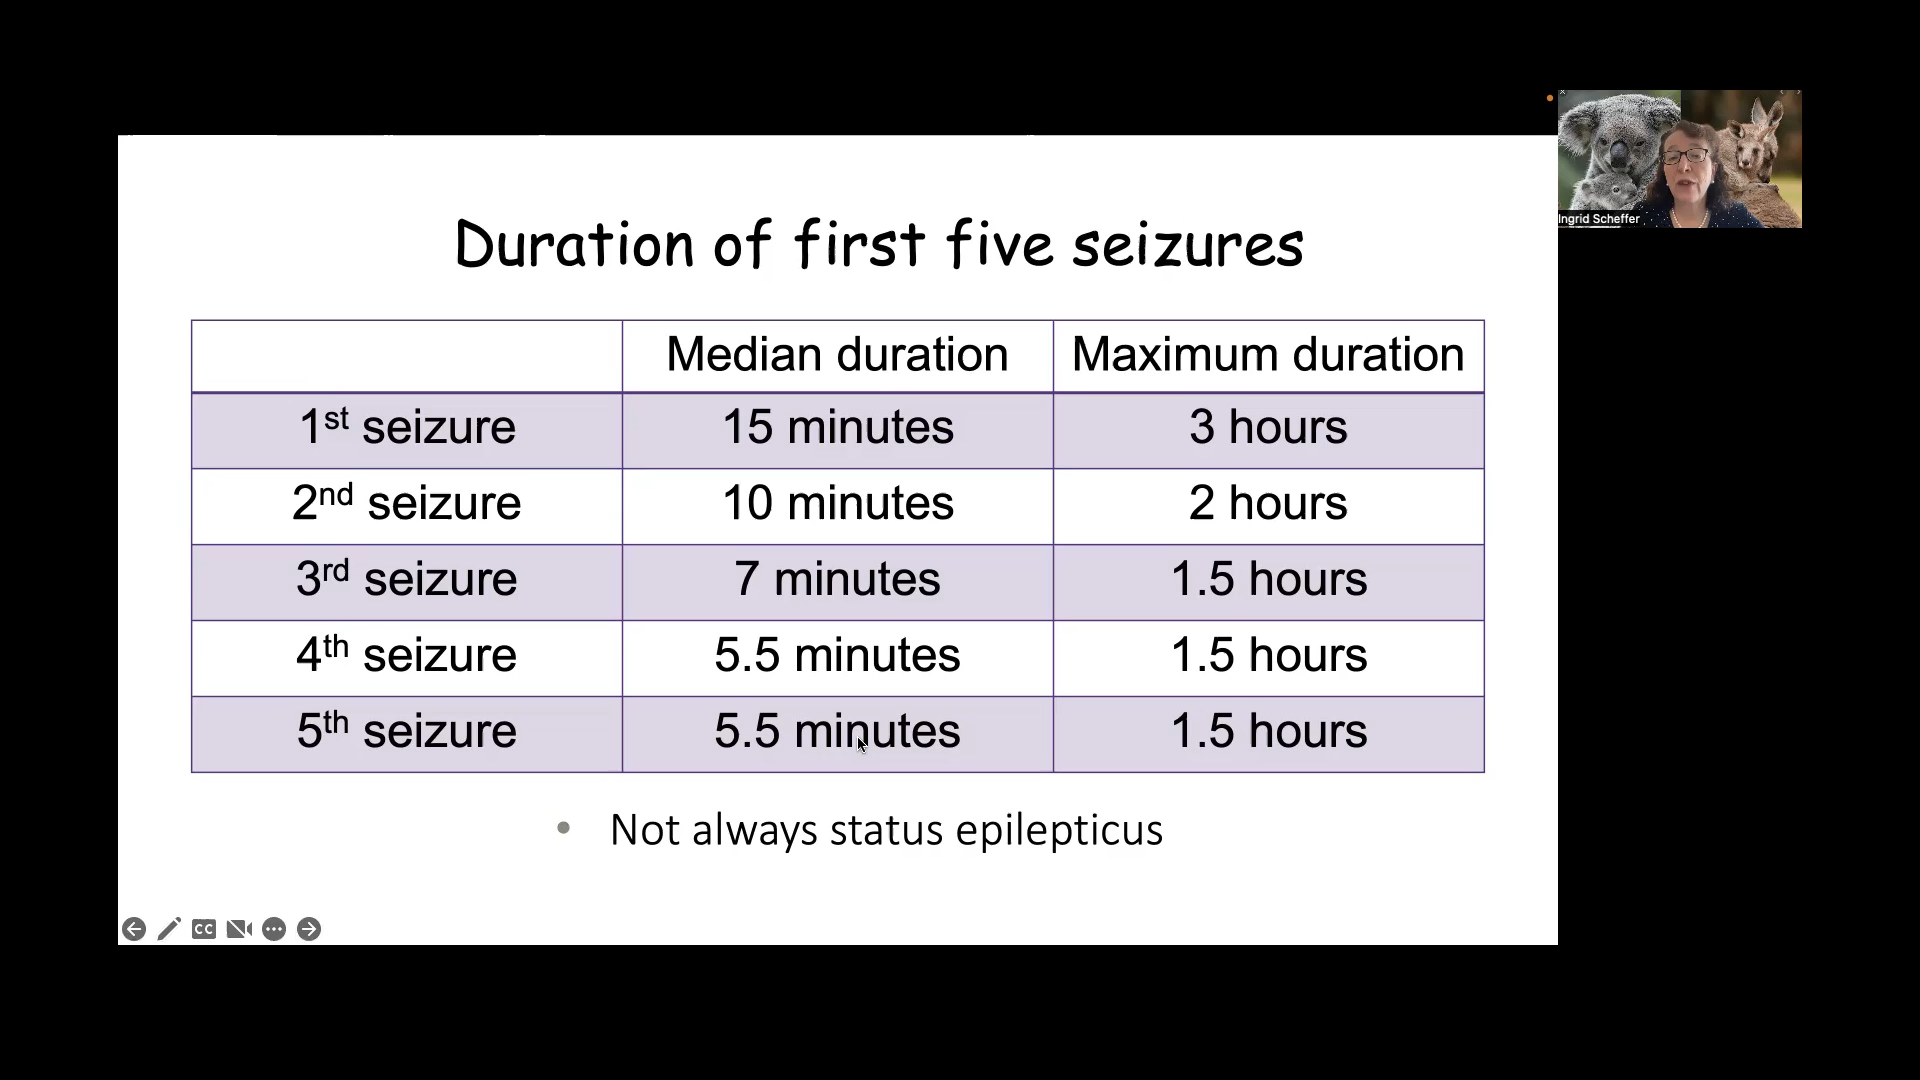 Duration of first five seizures
Median duration Maximum duration
1st seizure 15 minutes 3 hours
2nd seizure 10 minutes 2 hours
3rd seizure 7 minutes 1.5 hours
4th seizure 5.5 minutes 1.5 hours
5th seizure 5.5 minutes 1.5 hours
• Not always status epilepticus
CC
Ingrid Scheffer